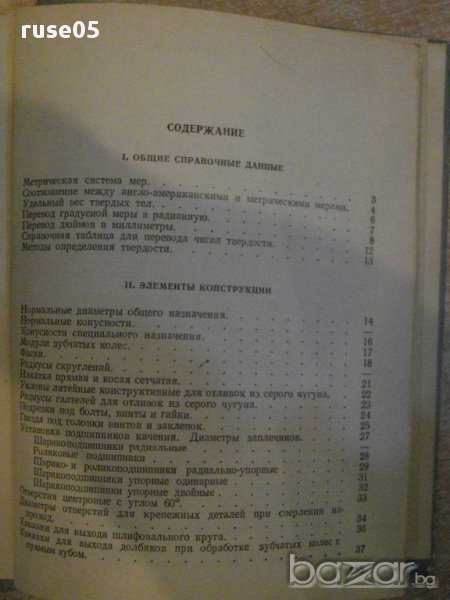 ruse05
СОДЕРЖАНИЕ
I. ОБЩИЕ СПРАВОЧНЫЕ ДАННЫЕ
Метрическая система мер. 3
Соотношение между англо-американскими и метрическими мерами. 4
Удельный вес твердых тел. 6
Перевод градусной меры в радианную. 7
Перевод дюймов в миллиметры. 8
Справочная таблица для перевода чисел твердости. 12
Методы определения твердости. 13
II. ЭЛЕМЕНТЫ КОНСТРУКЦИИ
Нормальные диаметры общего назначения. 14
Нормальные конусности. —
Конусности специального назначения. 16
Модули зубчатых колес. 17
Фаски. 18
Радиусы скруглений. —
Накатка прямая и косая сетчатая. 21
Уклоны литейные конструктивные для отливок из серого чугуна. 22
Радиусы галтелей для отливок из серого чугуна. 23
Подрезки под болты, винты и гайки. 24
Гнезда под головки винтов и заклепок. 25
Установка подшипников качения. Диаметры заплечиков. 27
Шарикоподшипники радиальные
Роликовые подшипники 28
Шарико- и роликоподшипники радиально-упорные 29
Шарикоподшипники упорные одинарные 31
Шарикоподшипники упорные двойные 32
Отверстия центровые с углом 60°. 33
Диаметры отверстий для крепежных деталей при сверлении на-
проход. 34
Канавки для выхода шлифовального круга. 36
Канавки для выхода долбяков при обработке зубчатых колес с
прямым зубом. 37
bazar.бг